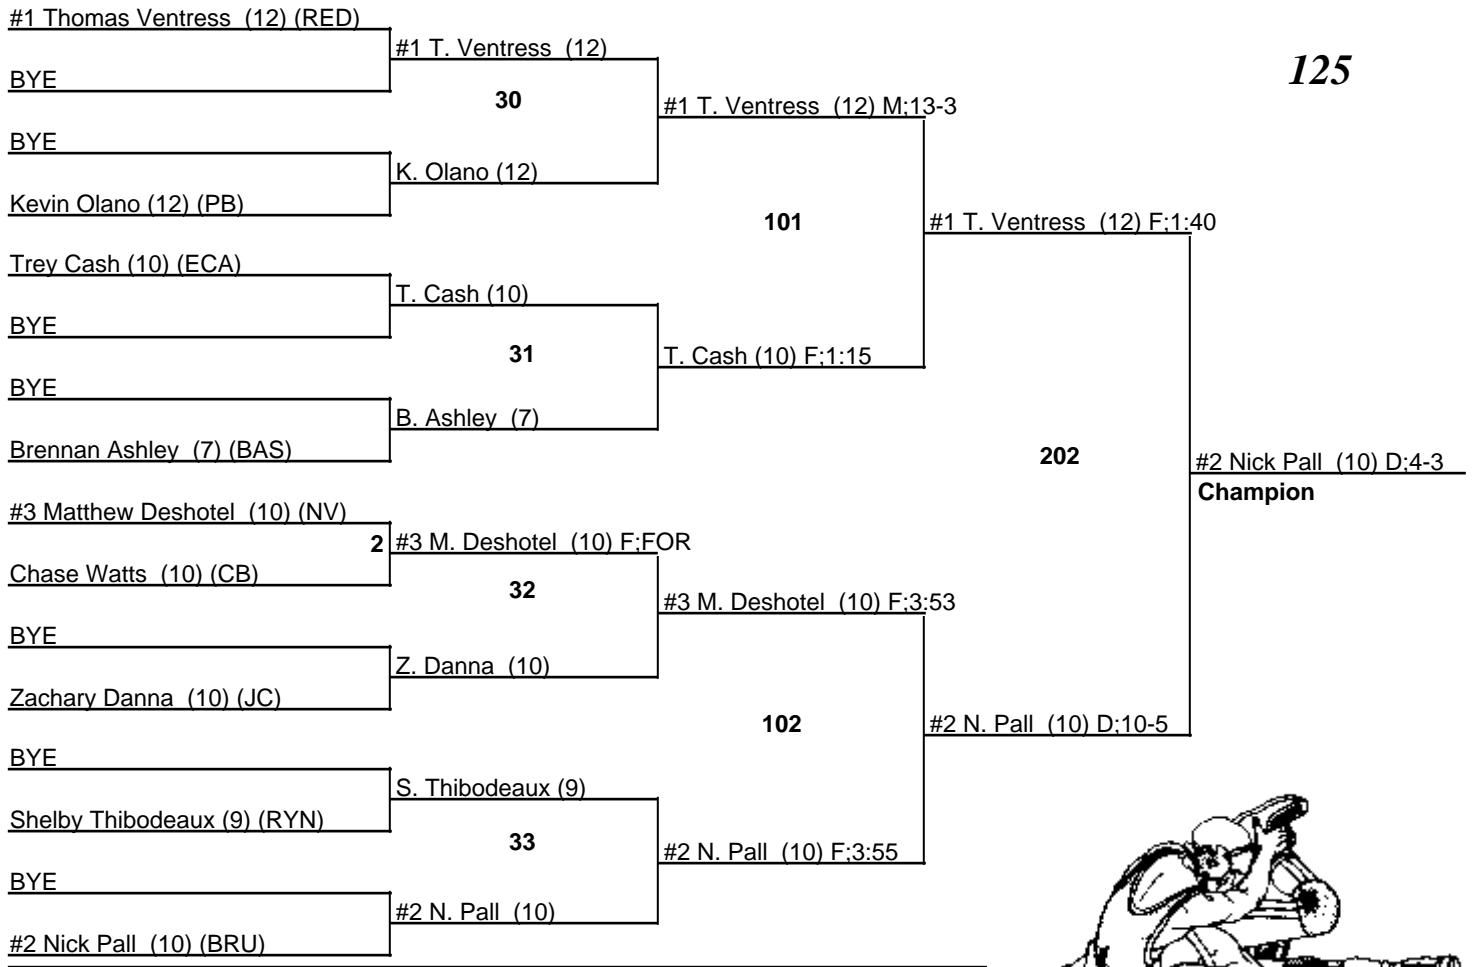 #1 Thomas Ventress (12) (RED)
#1 T. Ventress (12)
125
BYE
30
#1 T. Ventress (12) M;13-3
BYE
K. Olano (12)
Kevin Olano (12) (PB)
101
#1 T. Ventress (12) F;1:40
Trey Cash (10) (ECA)
T. Cash (10)
BYE
31
T. Cash (10) F;1:15
BYE
B. Ashley (7)
Brennan Ashley (7) (BAS)
202
#2 Nick Pall (10) D;4-3
Champion
#3 Matthew Deshotel (10) (NV)
2
#3 M. Deshotel (10) F;FOR
Chase Watts (10) (CB)
32
#3 M. Deshotel (10) F;3:53
BYE
Z. Danna (10)
Zachary Danna (10) (JC)
102
#2 N. Pall (10) D;10-5
BYE
S. Thibodeaux (9)
Shelby Thibodeaux (9) (RYN)
33
#2 N. Pall (10) F;3:55
BYE
#2 N. Pall (10)
#2 Nick Pall (10) (BRU)